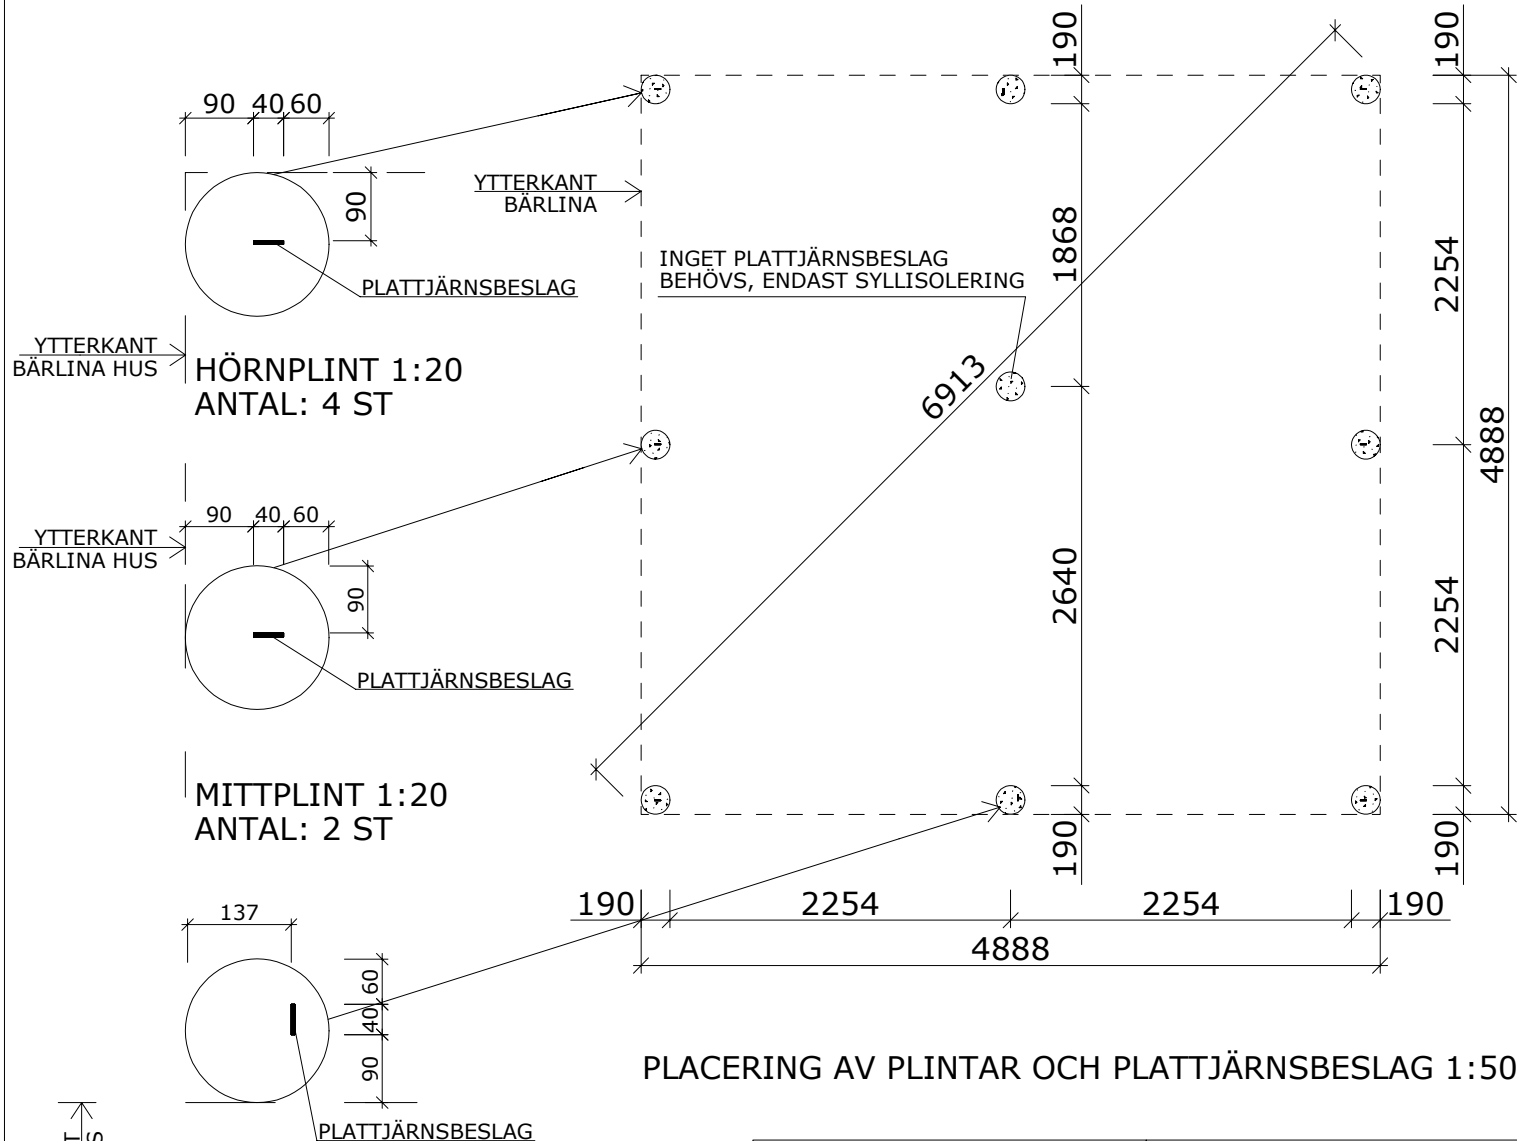 90 40 60
90
PLATTJÄRNSBESLAG
YTTERKANT
BÄRLINA HUS
HÖRNPLINT 1:20
ANTAL: 4 ST
90 40 60
90
YTTERKANT
BÄRLINA HUS
PLATTJÄRNSBESLAG
MITTPLINT 1:20
ANTAL: 2 ST
137
60
40
90
PLATTJÄRNSBESLAG
YTTERKANT
BÄRLINA
INGET PLATTJÄRNSBESLAG
BEHÖVS, ENDAST SYLLISOLERING
6913
190
1868
2640
190
190
2254
2254
190
4888
190 2254 2254 190
4888
PLACERING AV PLINTAR OCH PLATTJÄRNSBESLAG 1:50